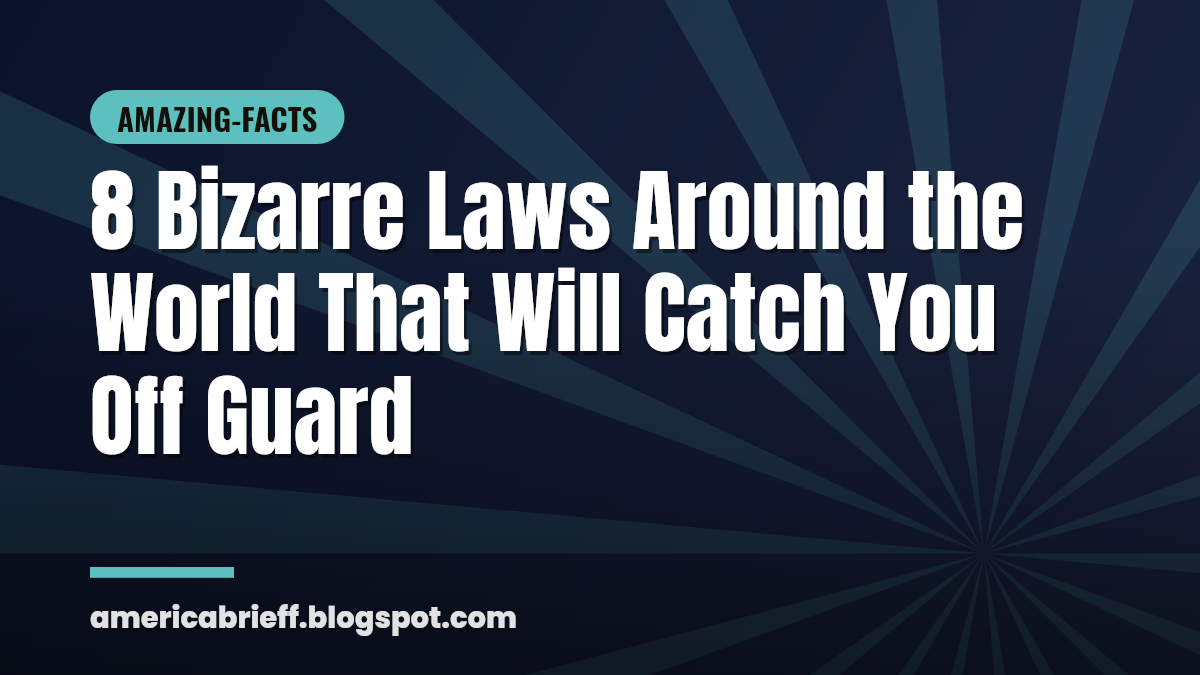 AMAZING-FACTS
8 Bizarre Laws Around the
World That Will Catch You
Off Guard
americabrieff.blogspot.com